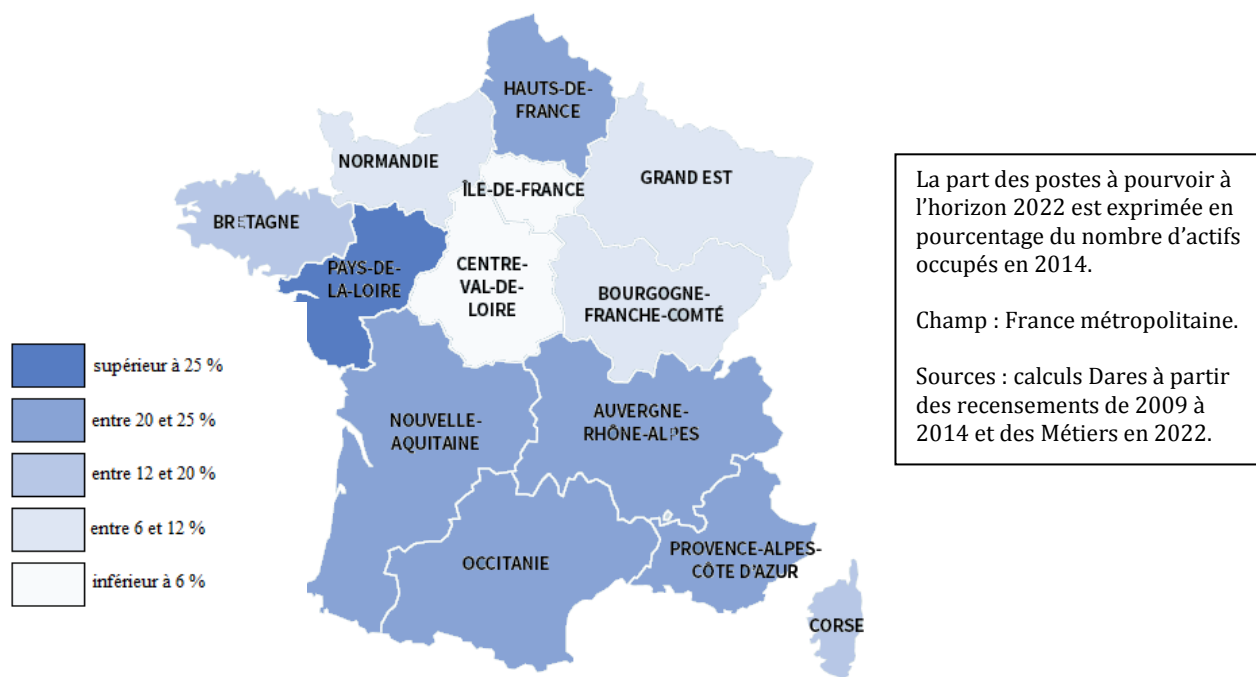 HAUTS-DE-
FRANCE
NORMANDIE
ÎLE-DE-FRANCE
GRAND EST
BRETAGNE
PAYS-DE-
LA-LOIRE
CENTRE-
VAL-DE-
LOIRE
BOURGOGNE-
FRANCHE-COMTÉ
NOUVELLE-
AQUITAINE
AUVERGNE-
RHÔNE-ALPES
OCCITANIE
PROVENCE-ALPES-
CÔTE D'AZUR
CORSE
supérieur à 25 %
entre 20 et 25 %
entre 12 et 20 %
entre 6 et 12 %
inférieur à 6 %
La part des postes à pourvoir à
l’horizon 2022 est exprimée en
pourcentage du nombre d’actifs
occupés en 2014.
Champ : France métropolitaine.
Sources : calculs Dares à partir
des recensements de 2009 à
2014 et des Métiers en 2022.